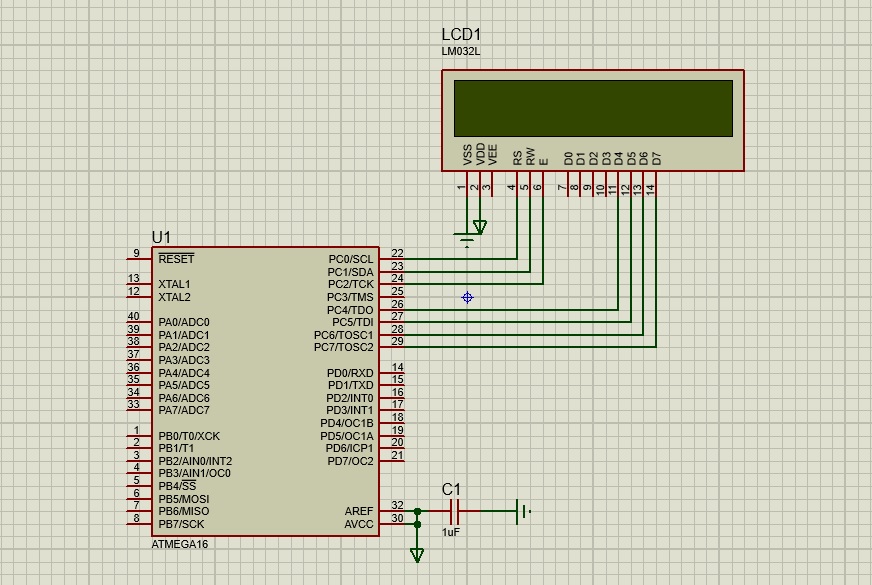 LCD1
LM032L
VSS VDD VEE RS RW E D0 D1 D2 D3 D4 D5 D6 D7
1 2 3 4 5 6 7 8 9 10 11 12 13 14
U1
9 RESET PC0/SCL 22
PC1/SDA 23
13 XTAL1 PC2/TCK 24
12 XTAL2 PC3/TMS 25
PC4/TDO 26
40 PA0/ADC0 PC5/TDI 27
39 PA1/ADC1 PC6/TOSC1 28
38 PA2/ADC2 PC7/TOSC2 29
37 PA3/ADC3
36 PA4/ADC4 PD0/RXD 14
35 PA5/ADC5 PD1/TXD 15
34 PA6/ADC6 PD2/INT0 16
33 PA7/ADC7 PD3/INT1 17
PD4/OC1B 18
1 PB0/T0/XCK PD5/OC1A 19
2 PB1/T1 PD6/ICP1 20
3 PB2/AIN0/INT2 PD7/OC2 21
4 PB3/AIN1/OC0
5 PB4/SS
6 PB5/MOSI
7 PB6/MISO AREF 32
8 PB7/SCK AVCC 30
ATMEGA16
C1
1uF